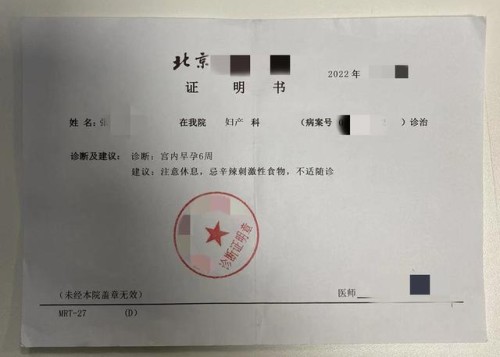 北京
2022 年
证 明 书
姓 名: 张 在我院 妇产 科 (病案号( )诊治
诊断及建议: 诊断: 宫内早孕6周
建议: 注意休息, 忌辛辣刺激性食物, 不适随诊
诊断证明章
(未经本院盖章无效) 医师
MRT-27 (D)